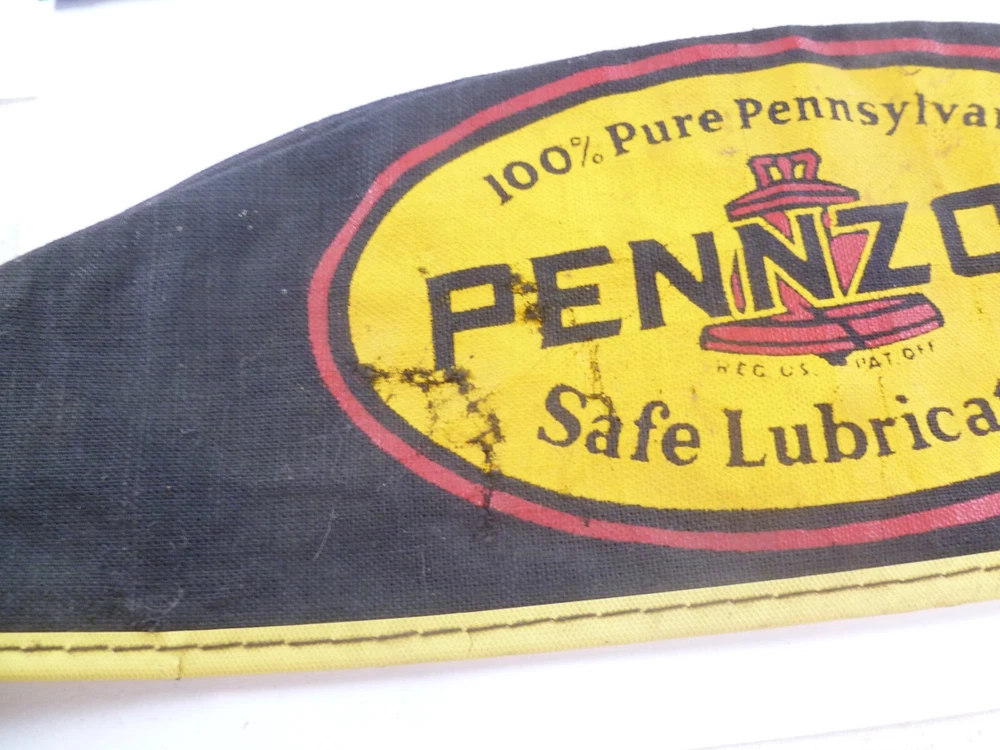 100% Pure Pennsylvan
PENNZO
REG. U.S. PAT. OFF
Safe Lubricat